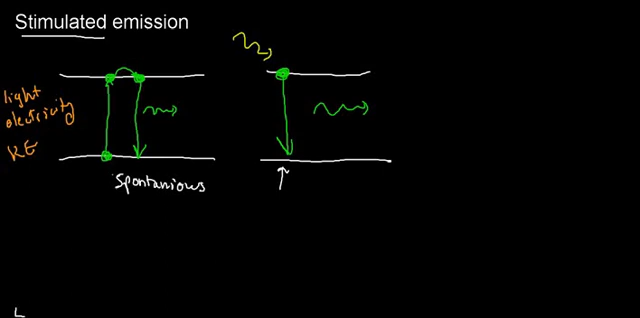 Stimulated emission
light
electricity
KE
Spontanious